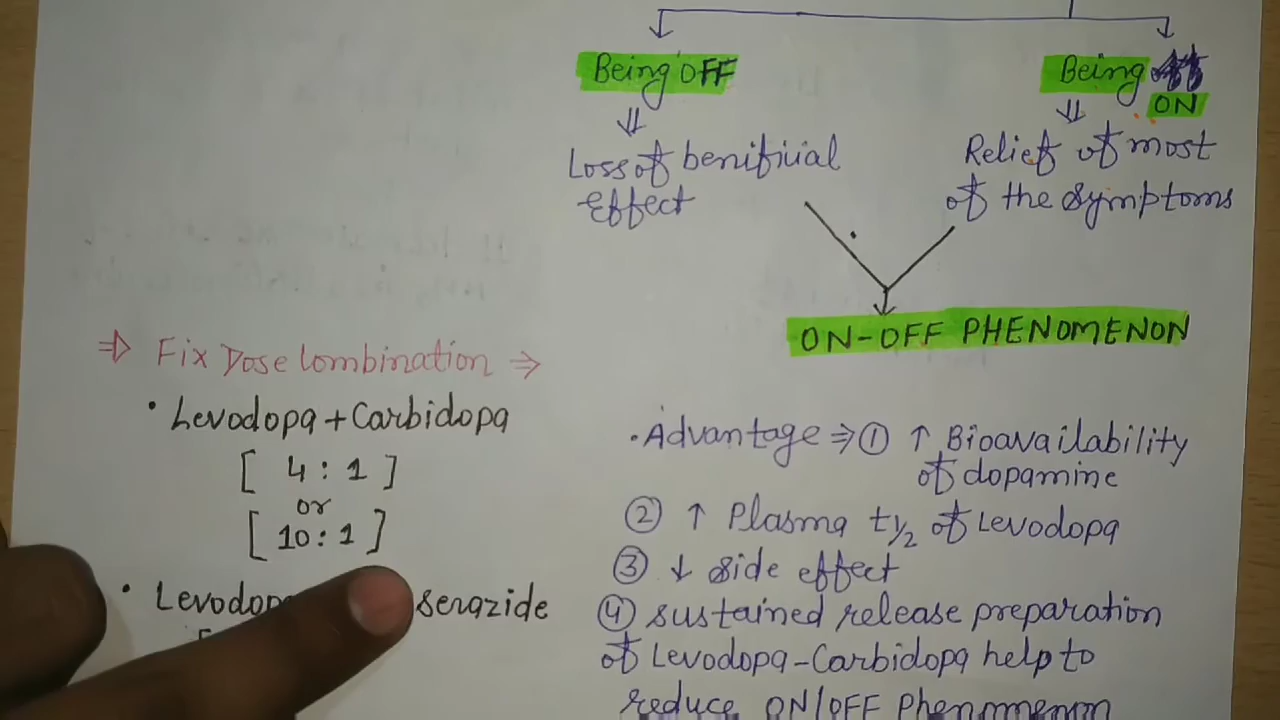 Being OFF
Being
ON
Loss of benificial
Effect
Relief of most
of the symptoms
ON-OFF PHENOMENON
⇒ Fix Dose Combination ⇒
• Levodopa + Carbidopa
[ 4 : 1 ]
or
[ 10 : 1 ]
• Levodop serazide
• Advantage ⇒ ① ↑ Bioavailability
of dopamine
② ↑ Plasma t1/2 of Levodopa
③ ↓ side effect
④ sustained release preparation
of Levodopa-Carbidopa help to
reduce ON/OFF Phenomenon